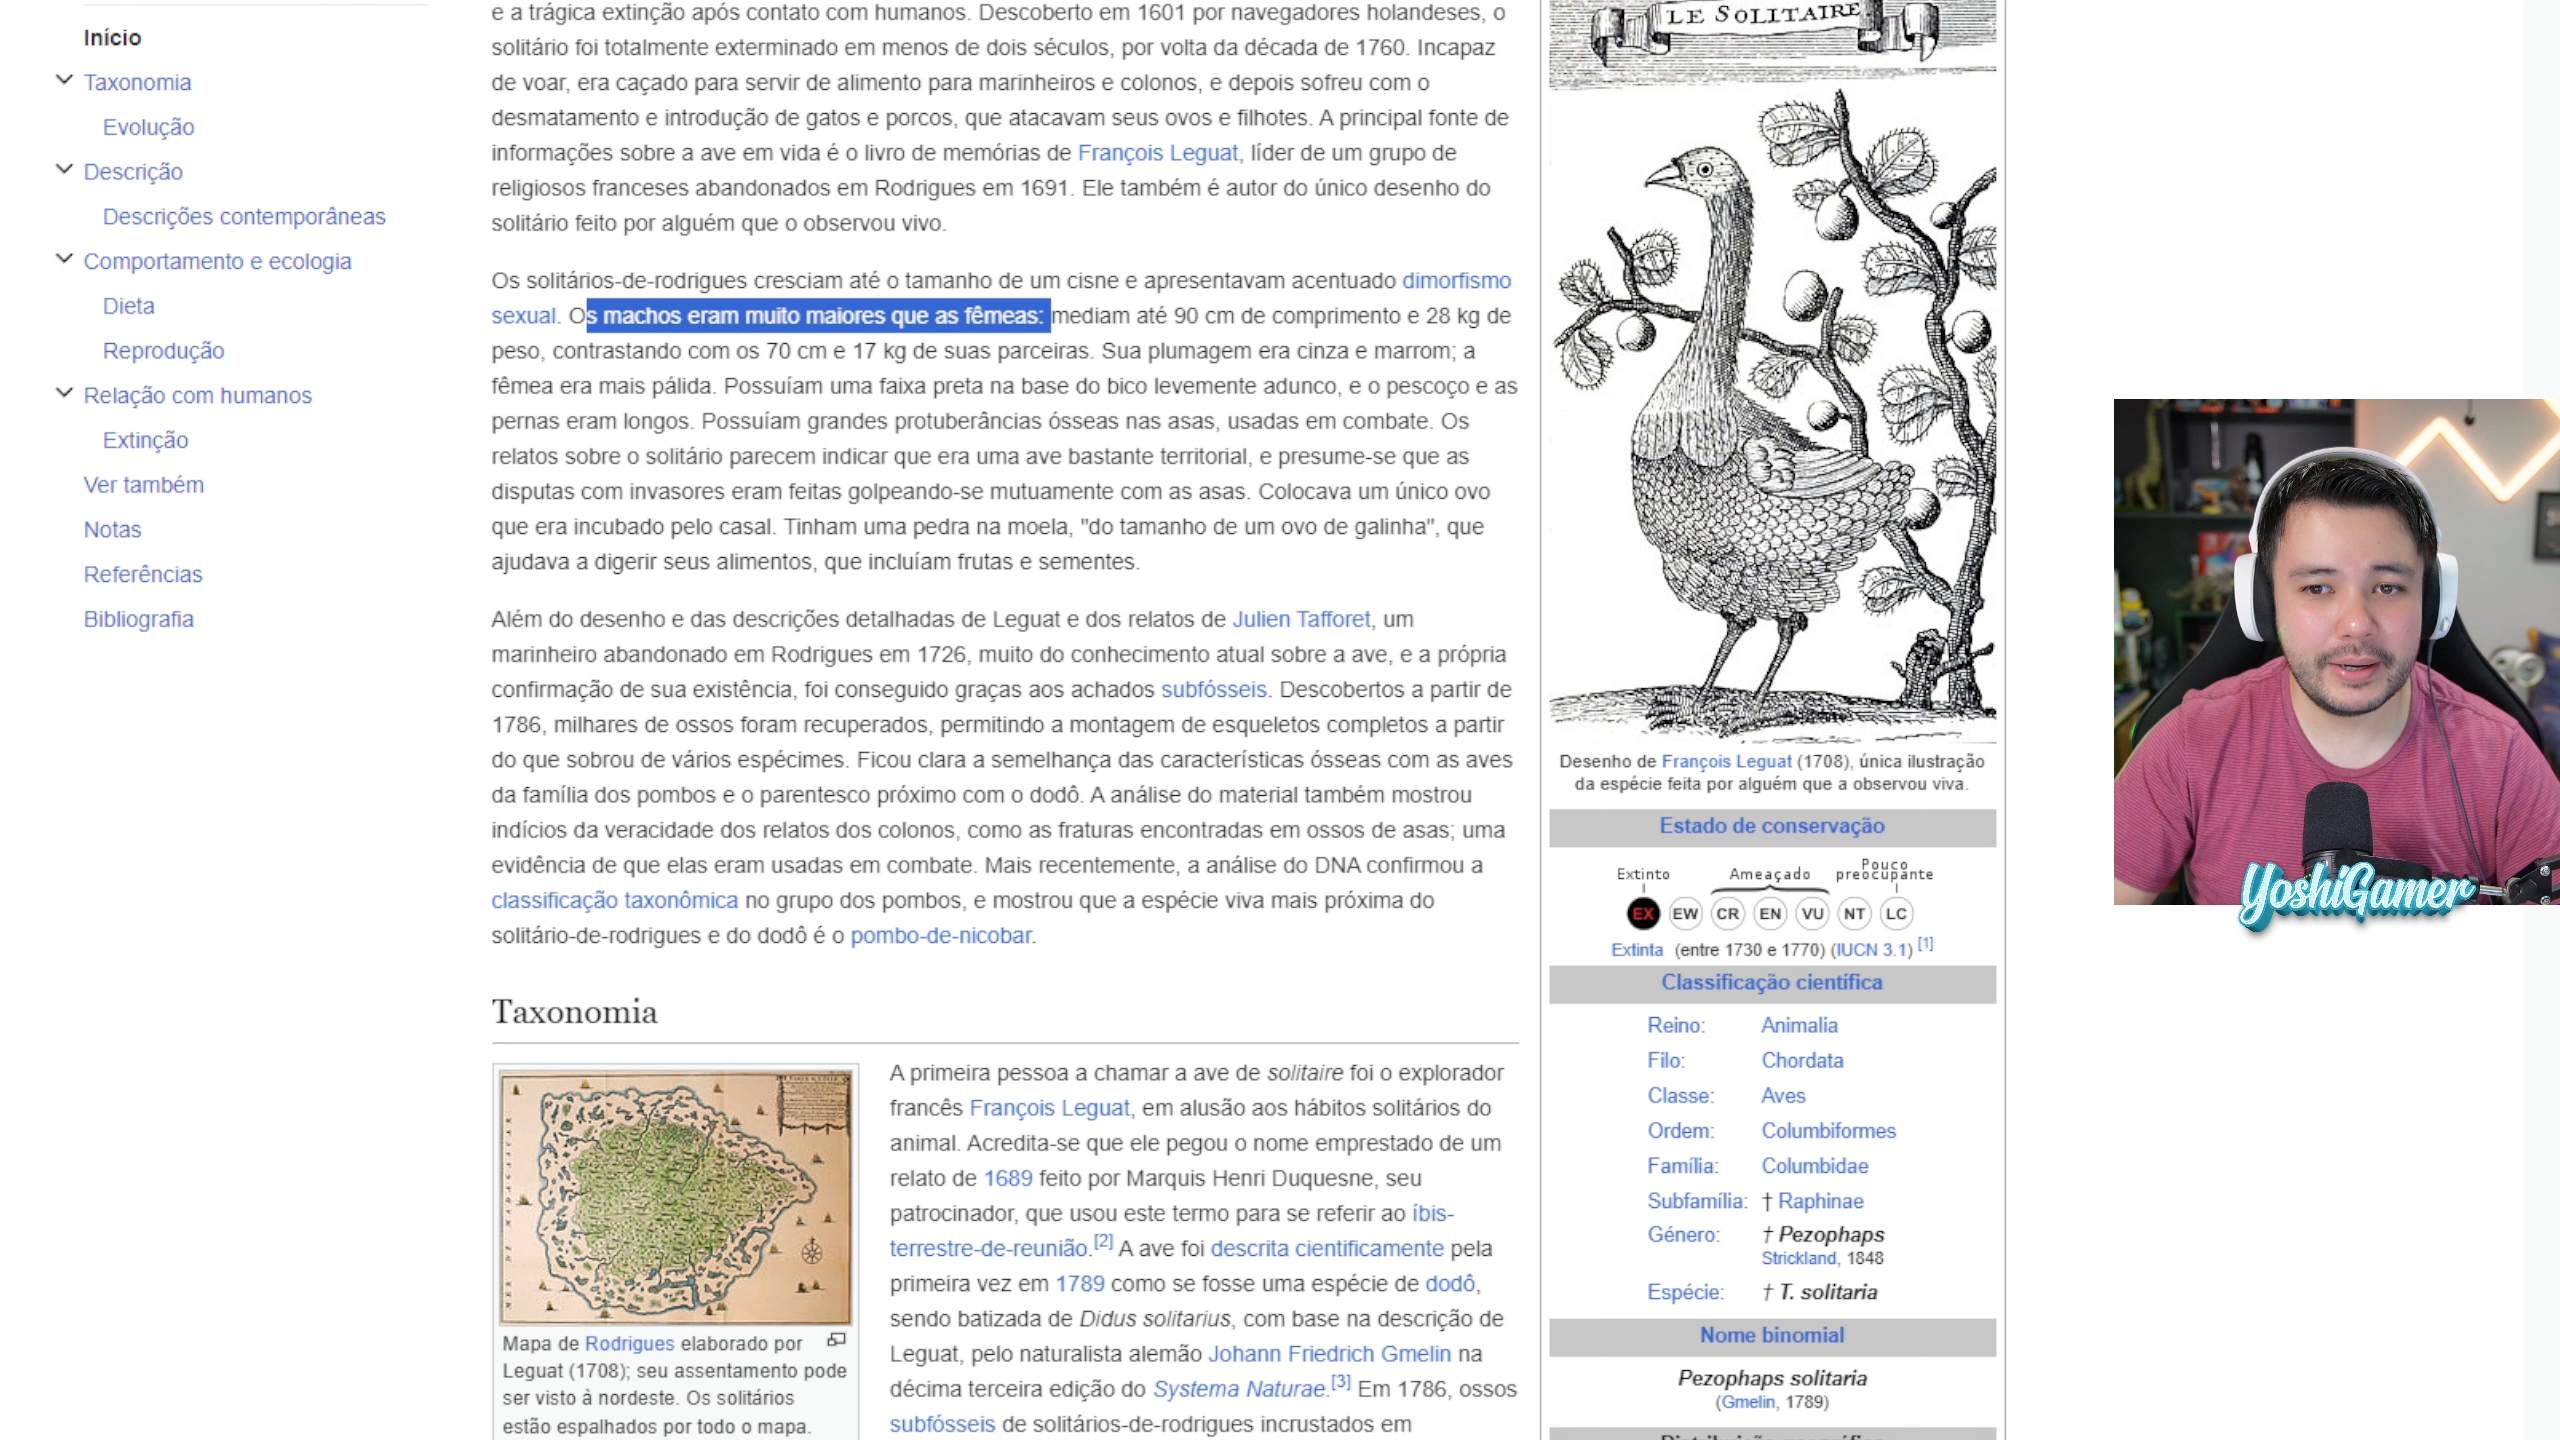 Início
Taxonomia
Evolução
Descrição
Descrições contemporâneas
Comportamento e ecologia
Dieta
Reprodução
Relação com humanos
Extinção
Ver também
Notas
Referências
Bibliografia
e a trágica extinção após contato com humanos. Descoberto em 1601 por navegadores holandeses, o
solitário foi totalmente exterminado em menos de dois séculos, por volta da década de 1760. Incapaz
de voar, era caçado para servir de alimento para marinheiros e colonos, e depois sofreu com o
desmatamento e introdução de gatos e porcos, que atacavam seus ovos e filhotes. A principal fonte de
informações sobre a ave em vida é o livro de memórias de François Leguat, líder de um grupo de
religiosos franceses abandonados em Rodrigues em 1691. Ele também é autor do único desenho do
solitário feito por alguém que o observou vivo.
Os solitários-de-rodrigues cresciam até o tamanho de um cisne e apresentavam acentuado dimorfismo
sexual. Os machos eram muito maiores que as fêmeas: mediam até 90 cm de comprimento e 28 kg de
peso, contrastando com os 70 cm e 17 kg de suas parceiras. Sua plumagem era cinza e marrom; a
fêmea era mais pálida. Possuíam uma faixa preta na base do bico levemente adunco, e o pescoço e as
pernas eram longos. Possuíam grandes protuberâncias ósseas nas asas, usadas em combate. Os
relatos sobre o solitário parecem indicar que era uma ave bastante territorial, e presume-se que as
disputas com invasores eram feitas golpeando-se mutuamente com as asas. Colocava um único ovo
que era incubado pelo casal. Tinham uma pedra na moela, "do tamanho de um ovo de galinha", que
ajudava a digerir seus alimentos, que incluíam frutas e sementes.
Além do desenho e das descrições detalhadas de Leguat e dos relatos de Julien Tafforet, um
marinheiro abandonado em Rodrigues em 1726, muito do conhecimento atual sobre a ave, e a própria
confirmação de sua existência, foi conseguido graças aos achados subfósseis. Descobertos a partir de
1786, milhares de ossos foram recuperados, permitindo a montagem de esqueletos completos a partir
do que sobrou de vários espécimes. Ficou clara a semelhança das características ósseas com as aves
da família dos pombos e o parentesco próximo com o dodô. A análise do material também mostrou
indícios da veracidade dos relatos dos colonos, como as fraturas encontradas em ossos de asas; uma
evidência de que elas eram usadas em combate. Mais recentemente, a análise do DNA confirmou a
classificação taxonômica no grupo dos pombos, e mostrou que a espécie viva mais próxima do
solitário-de-rodrigues e do dodô é o pombo-de-nicobar.
Taxonomia
Mapa de Rodrigues elaborado por
Leguat (1708); seu assentamento pode
ser visto à nordeste. Os solitários
estão espalhados por todo o mapa.
A primeira pessoa a chamar a ave de solitaire foi o explorador
francês François Leguat, em alusão aos hábitos solitários do
animal. Acredita-se que ele pegou o nome emprestado de um
relato de 1689 feito por Marquis Henri Duquesne, seu
patrocinador, que usou este termo para se referir ao íbis-
terrestre-de-reunião.[2] A ave foi descrita cientificamente pela
primeira vez em 1789 como se fosse uma espécie de dodô,
sendo batizada de Didus solitarius, com base na descrição de
Leguat, pelo naturalista alemão Johann Friedrich Gmelin na
décima terceira edição do Systema Naturae.[3] Em 1786, ossos
subfósseis de solitários-de-rodrigues incrustados em
LE SOLITAIRE
Desenho de François Leguat (1708), única ilustração
da espécie feita por alguém que a observou viva.
Estado de conservação
Extinto Ameaçado Pouco preocupante
EX EW CR EN VU NT LC
Extinta (entre 1730 e 1770) (IUCN 3.1) [1]
Classificação científica
Reino: Animalia
Filo: Chordata
Classe: Aves
Ordem: Columbiformes
Família: Columbidae
Subfamília: † Raphinae
Género: † Pezophaps
Strickland, 1848
Espécie: † T. solitaria
Nome binomial
Pezophaps solitaria
(Gmelin, 1789)
YoshiGamer